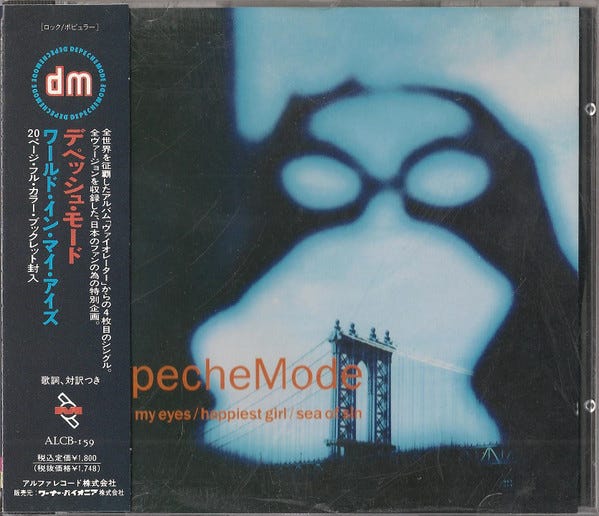 [ロック/ポピュラー]
DEPECHEMODE DEPECHEMODE DEPECHEMODE
dm
デペッシュ・モード
ワールド・イン・マイ・アイズ
20ページ・フル・カラー・ブックレット封入
全世界を征覇したアルバム「ヴァイオレーター」からの4枚目のシングル。
全ヴァージョンを収録した、日本のファンの為の特別企画。
歌詞、対訳つき
ALCB-159
税込定価¥1,800
(税抜価格¥1,748)
アルファレコード株式会社
販売元:ワーナー・パイオニア株式会社
pecheMode
my eyes/happiest girl/sea of sin